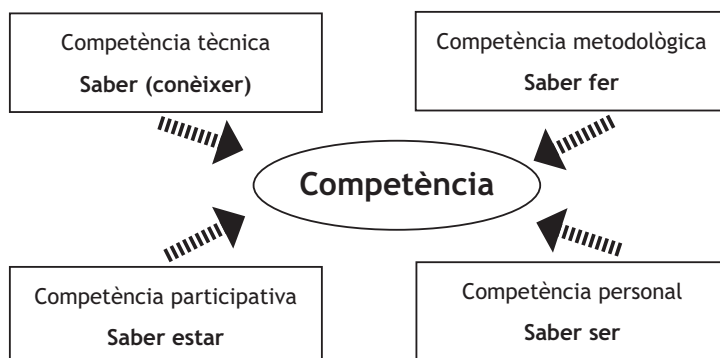 Competència tècnica
Saber (conèixer)
Competència metodològica
Saber fer
Competència
Competència participativa
Saber estar
Competència personal
Saber ser